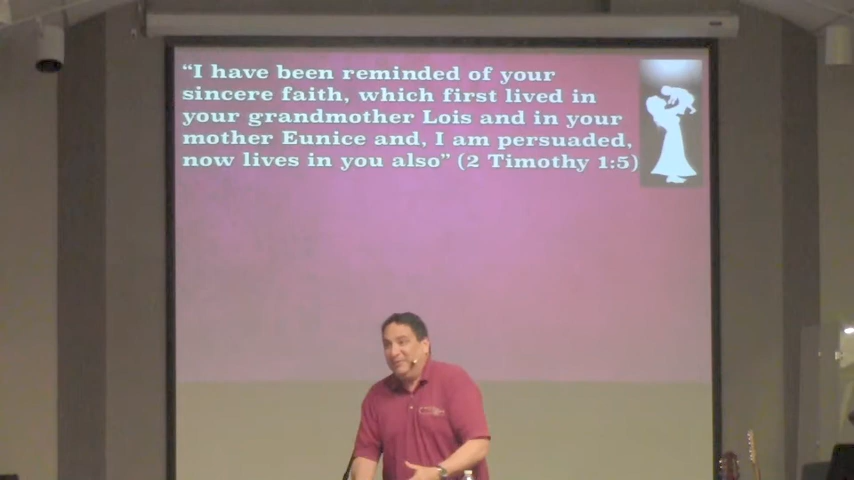 “I have been reminded of your
sincere faith, which first lived in
your grandmother Lois and in your
mother Eunice and, I am persuaded,
now lives in you also” (2 Timothy 1:5)